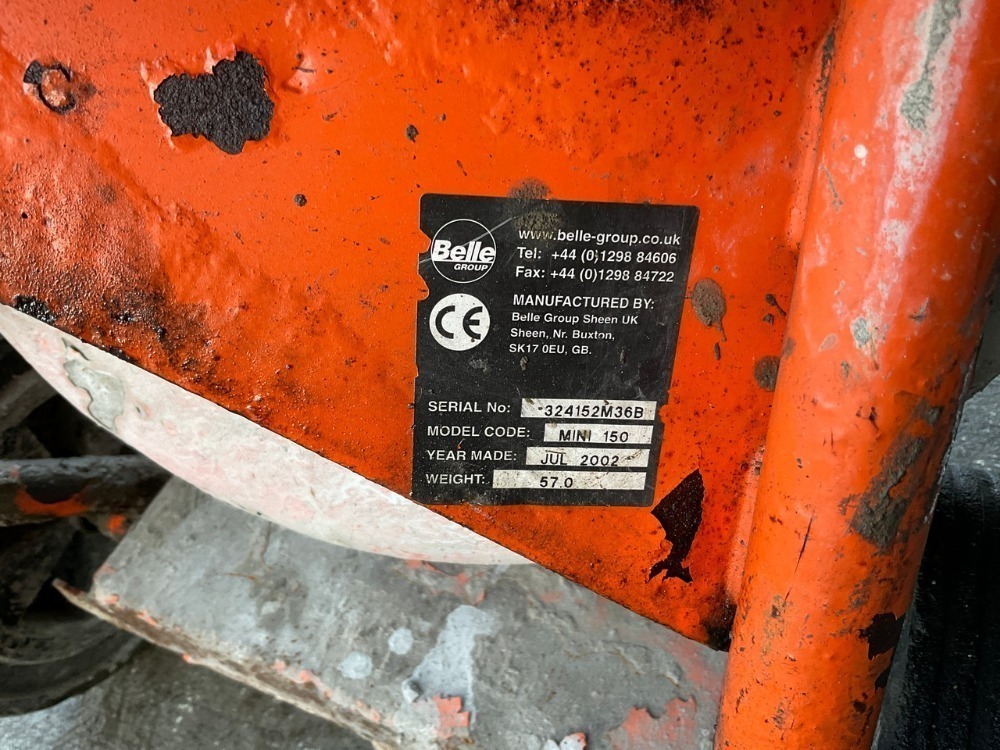 Belle
GROUP
www.belle-group.co.uk
Tel: +44 (0)1298 84606
Fax: +44 (0)1298 84722
CE
MANUFACTURED BY:
Belle Group Sheen UK
Sheen, Nr. Buxton,
SK17 0EU, GB.
SERIAL No: 324152M36B
MODEL CODE: MINI 150
YEAR MADE: JUL 2002
WEIGHT: 57.0